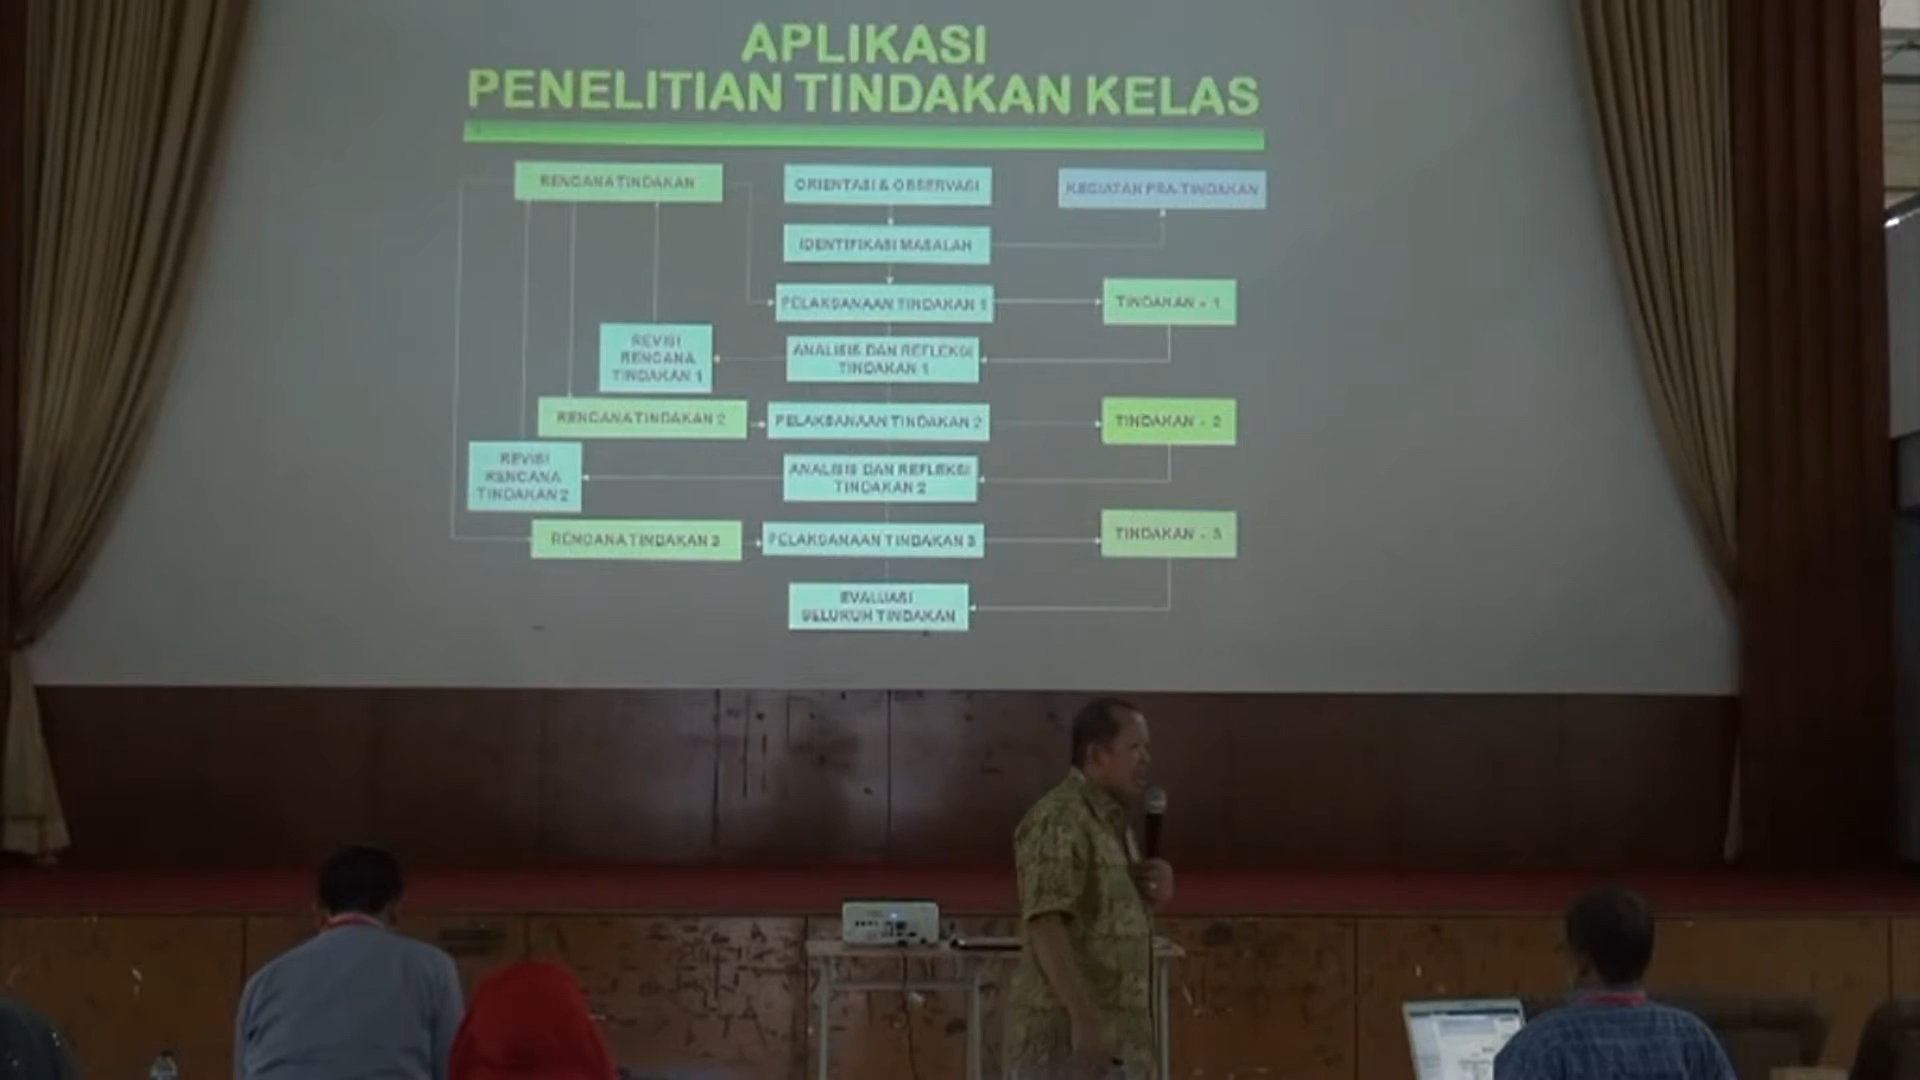 APLIKASI
PENELITIAN TINDAKAN KELAS
RENCANA TINDAKAN
ORIENTASI & OBSERVASI
KEGIATAN PRA-TINDAKAN
IDENTIFIKASI MASALAH
PELAKSANAAN TINDAKAN 1
TINDAKAN - 1
REVISI
RENCANA
TINDAKAN 1
ANALISIS DAN REFLEKSI
TINDAKAN 1
RENCANA TINDAKAN 2
PELAKSANAAN TINDAKAN 2
TINDAKAN - 2
REVISI
RENCANA
TINDAKAN 2
ANALISIS DAN REFLEKSI
TINDAKAN 2
RENCANA TINDAKAN 3
PELAKSANAAN TINDAKAN 3
TINDAKAN - 3
EVALUASI
SELURUH TINDAKAN